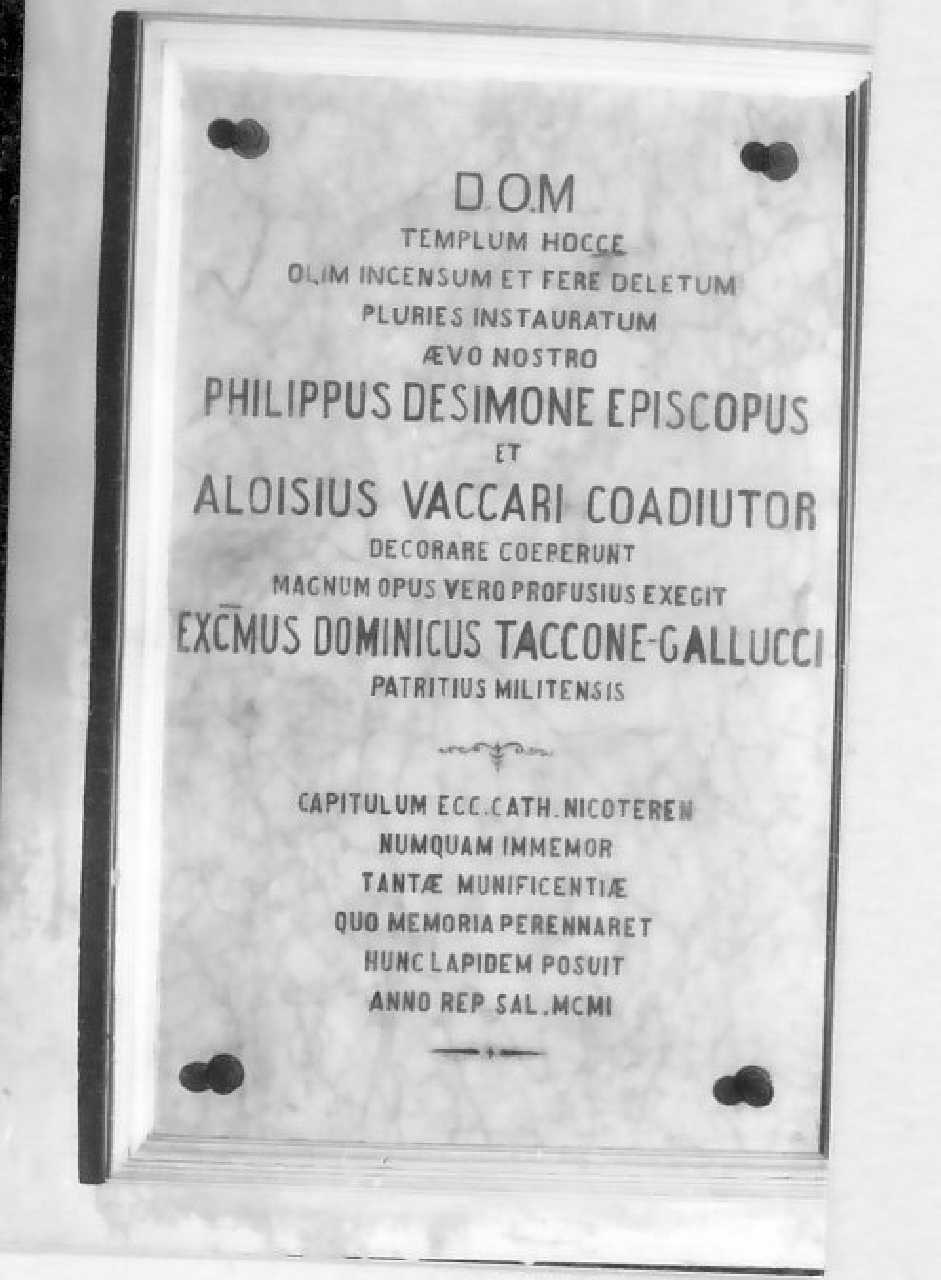 D.O.M
TEMPLUM HOCCE
OLIM INCENSUM ET FERE DELETUM
PLURIES INSTAURATUM
ÆVO NOSTRO
PHILIPPUS DESIMONE EPISCOPUS
ET
ALOISIUS VACCARI COADIUTOR
DECORARE COEPERUNT
MAGNUM OPUS VERO PROFUSIUS EXEGIT
EXC̅MUS DOMINICUS TACCONE-GALLUCCI
PATRITIUS MILITENSIS
CAPITULUM ECC. CATH. NICOTEREN
NUMQUAM IMMEMOR
TANTÆ MUNIFICENTIÆ
QUO MEMORIA PERENNARET
HUNC LAPIDEM POSUIT
ANNO REP SAL. MCMI